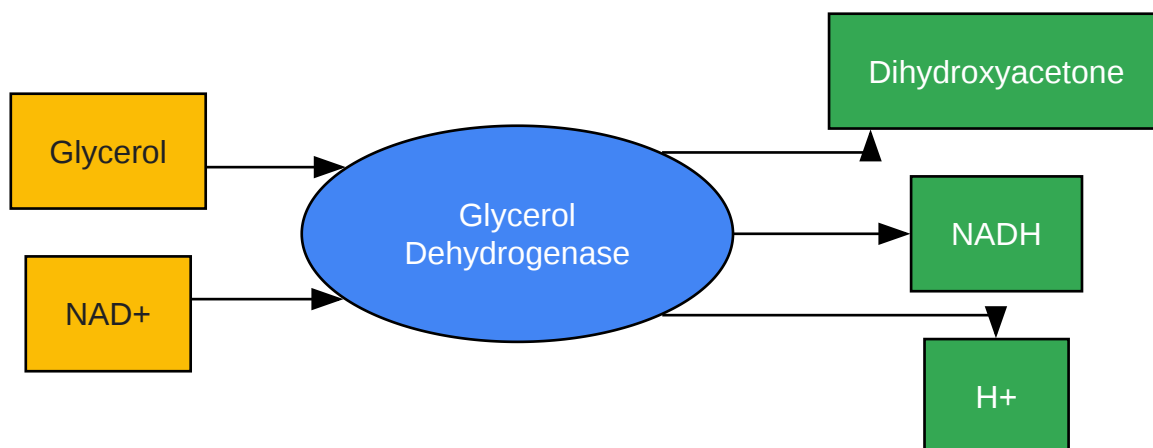 Glycerol
NAD+
Glycerol
Dehydrogenase
Dihydroxyacetone
NADH
H+